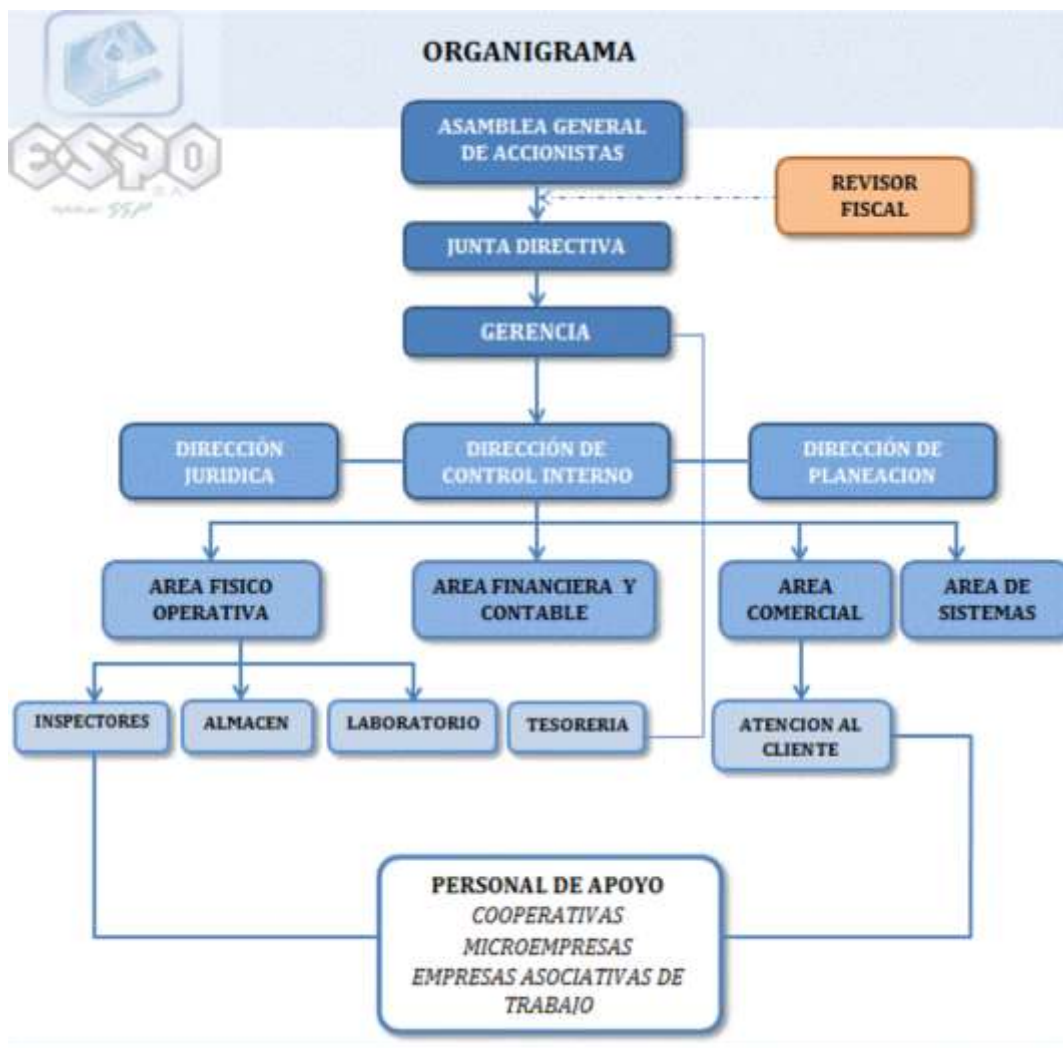 ORGANIGRAMA
ESPO
S.A.
ESP
ASAMBLEA GENERAL
DE ACCIONISTAS
REVISOR
FISCAL
JUNTA DIRECTIVA
GERENCIA
DIRECCIÓN
JURIDICA
DIRECCIÓN DE
CONTROL INTERNO
DIRECCIÓN DE
PLANEACION
AREA FISICO
OPERATIVA
AREA FINANCIERA Y
CONTABLE
AREA
COMERCIAL
AREA DE
SISTEMAS
INSPECTORES
ALMACEN
LABORATORIO
TESORERIA
ATENCION AL
CLIENTE
PERSONAL DE APOYO
COOPERATIVAS
MICROEMPRESAS
EMPRESAS ASOCIATIVAS DE
TRABAJO